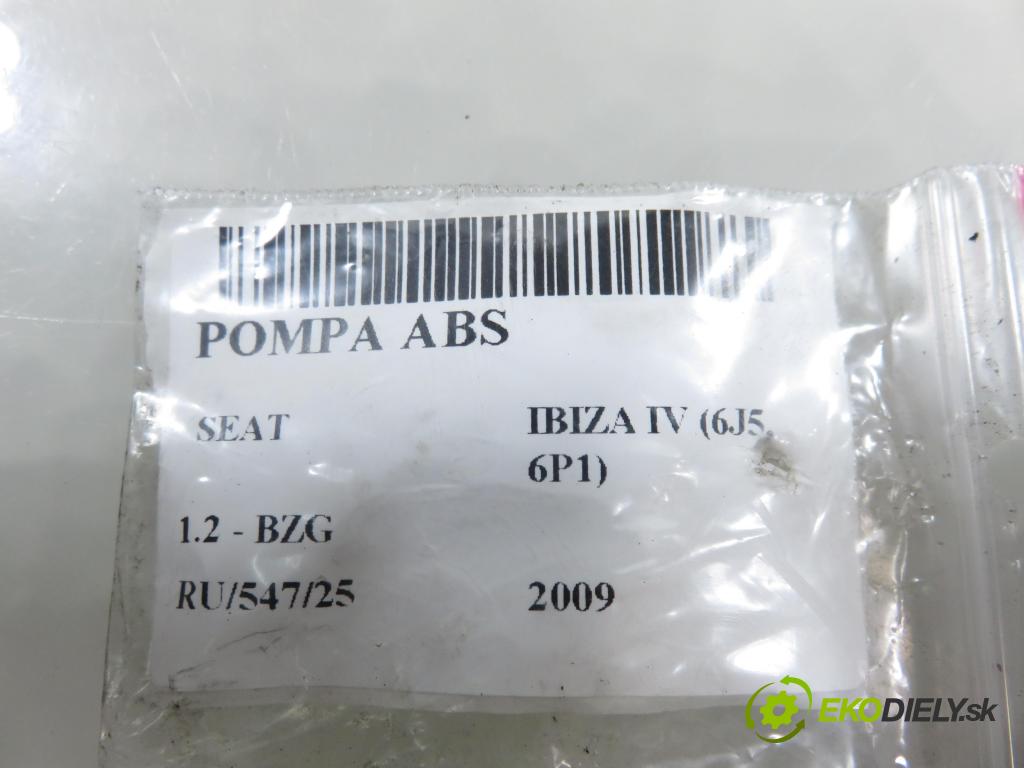 POMPA ABS
SEAT IBIZA IV (6J5,
6P1)
1.2 - BZG
RU/547/25 2009
EKODIELY.sk